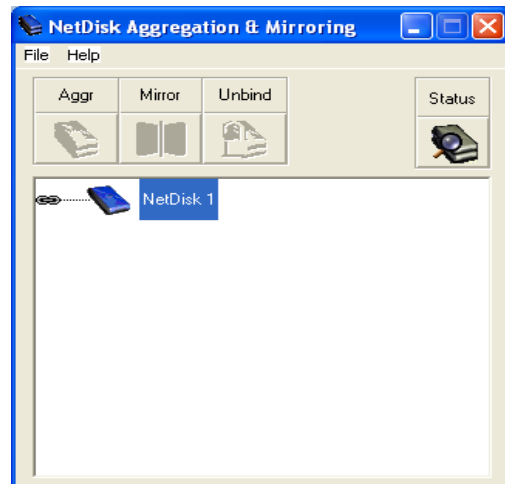 NetDisk Aggregation & Mirroring
File Help
Aggr Mirror Unbind Status
NetDisk 1